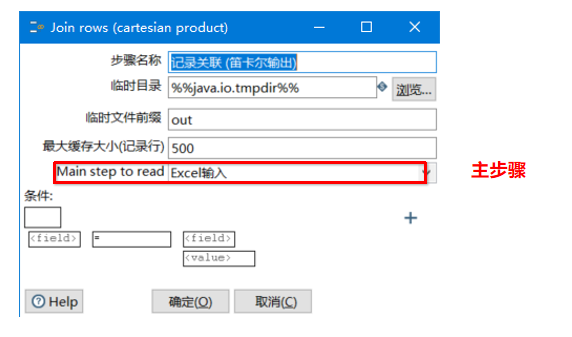 Join rows (cartesian product)
步骤名称 记录关联 (笛卡尔输出)
临时目录 %%java.io.tmpdir%% 浏览...
临时文件前缀 out
最大缓存大小(记录行) 500
Main step to read Excel输入 主步骤
条件:
<field> = <field>
<value>
Help 确定(O) 取消(C)